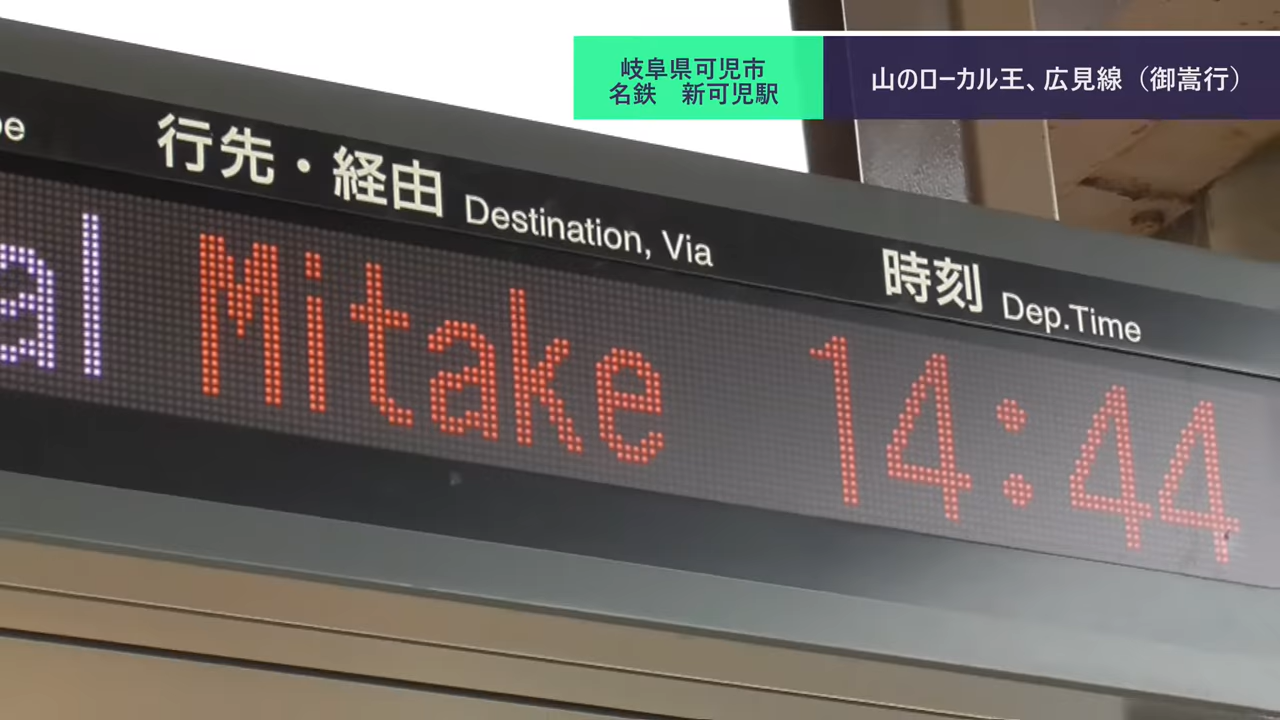 岐阜県可児市
名鉄　新可児駅
山のローカル王、広見線（御嵩行）
行先・経由 Destination, Via
時刻 Dep.Time
Mitake 14:44